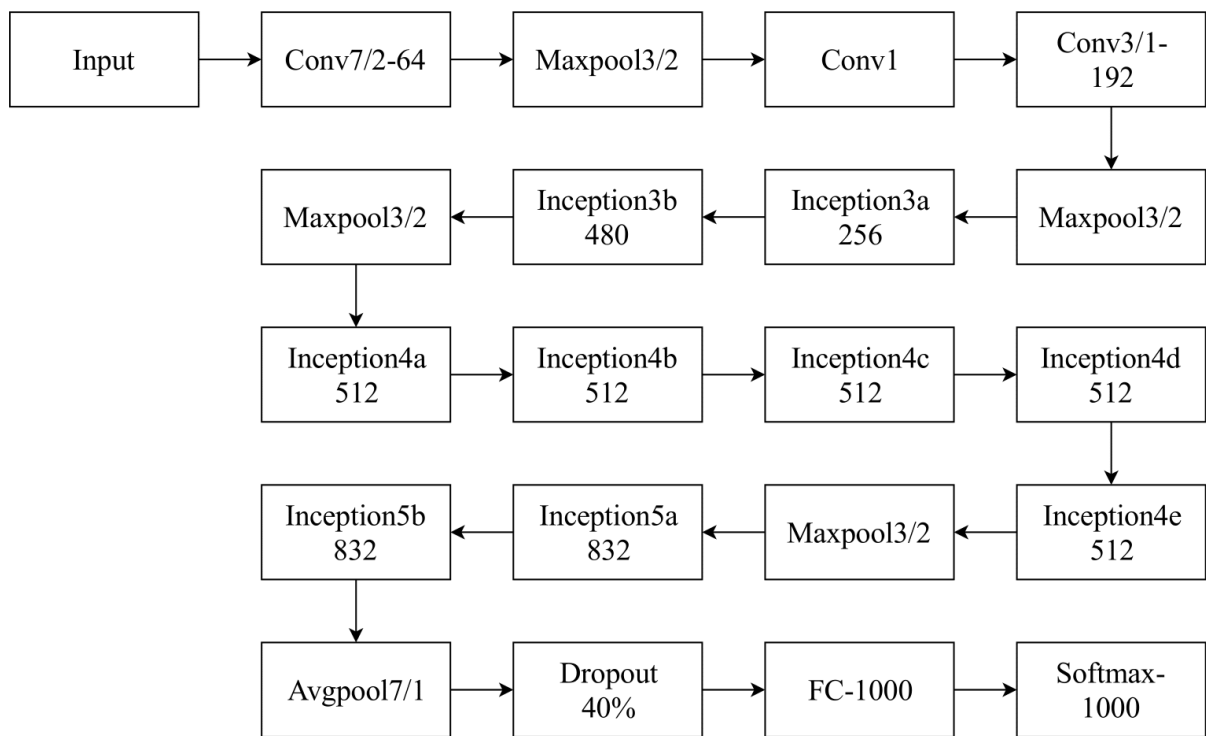 Input
Conv7/2-64
Maxpool3/2
Conv1
Conv3/1-
192
Maxpool3/2
Inception3a
256
Inception3b
480
Maxpool3/2
Inception4a
512
Inception4b
512
Inception4c
512
Inception4d
512
Inception4e
512
Maxpool3/2
Inception5a
832
Inception5b
832
Avgpool7/1
Dropout
40%
FC-1000
Softmax-
1000